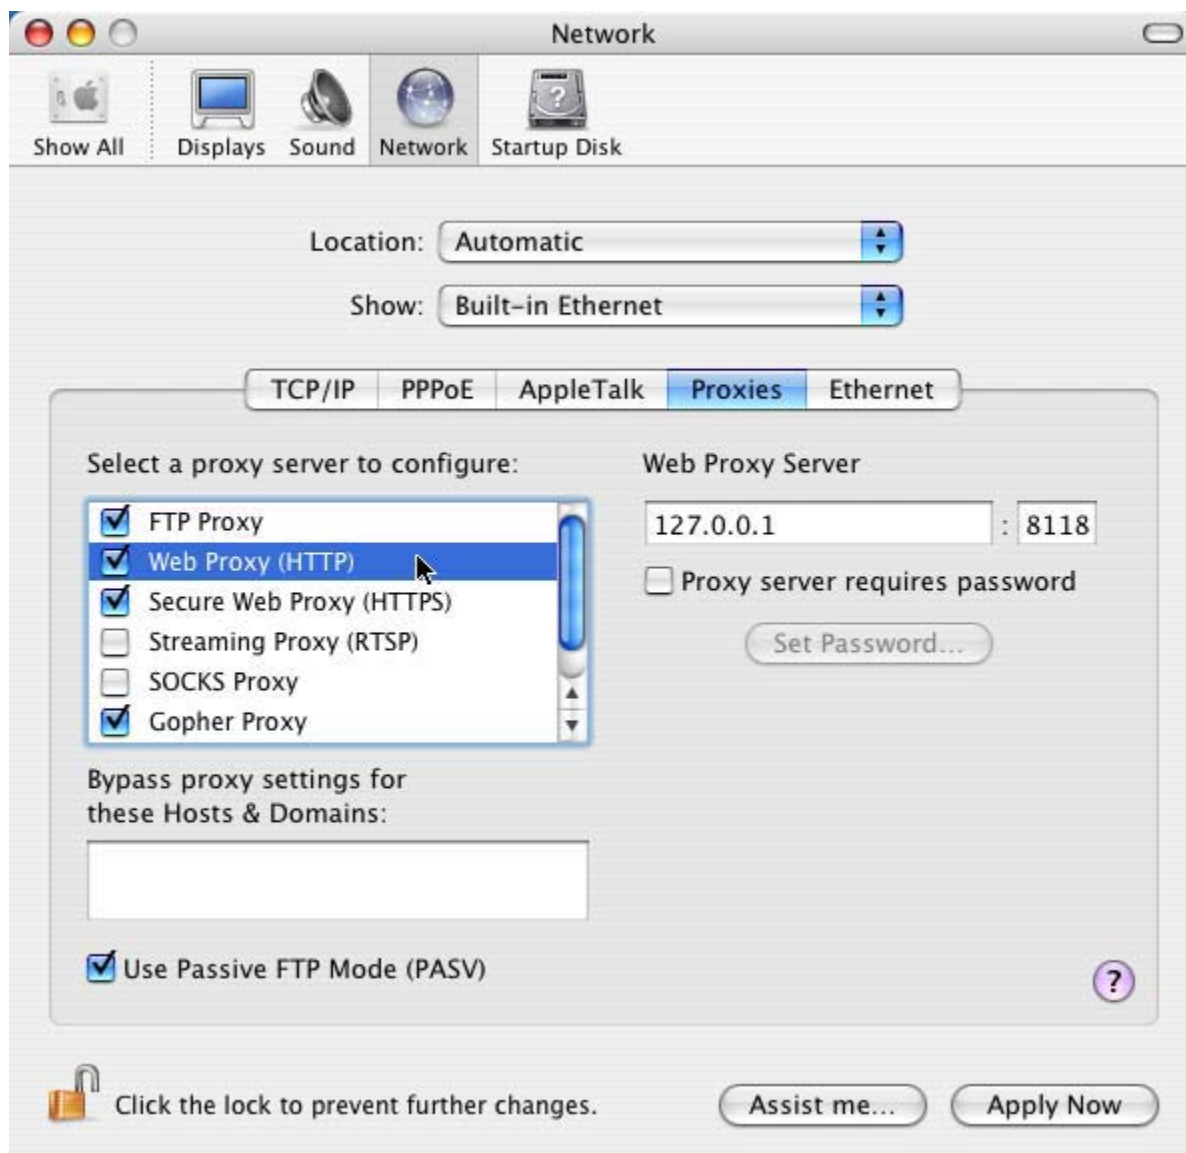 Network
Show All Displays Sound Network Startup Disk
Location: Automatic
Show: Built-in Ethernet
TCP/IP PPPoE AppleTalk Proxies Ethernet
Select a proxy server to configure:
FTP Proxy
Web Proxy (HTTP)
Secure Web Proxy (HTTPS)
Streaming Proxy (RTSP)
SOCKS Proxy
Gopher Proxy
Web Proxy Server
127.0.0.1 : 8118
Proxy server requires password
Set Password...
Bypass proxy settings for
these Hosts & Domains:
Use Passive FTP Mode (PASV)
?
Click the lock to prevent further changes.
Assist me... Apply Now